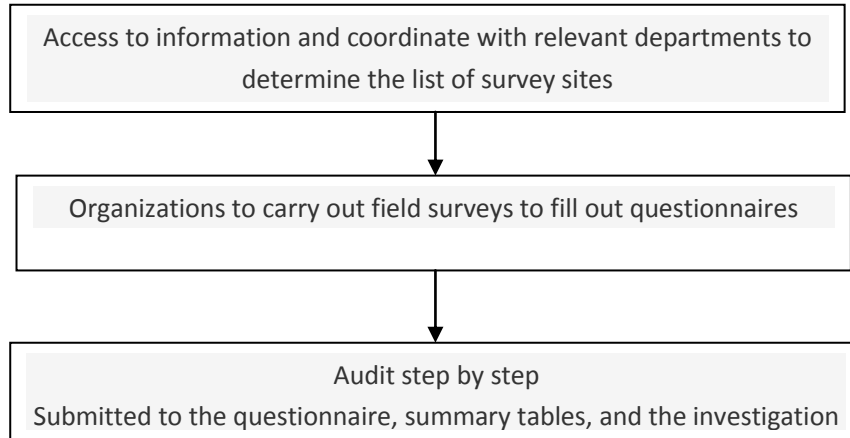 Access to information and coordinate with relevant departments to
determine the list of survey sites
Organizations to carry out field surveys to fill out questionnaires
Audit step by step
Submitted to the questionnaire, summary tables, and the investigation